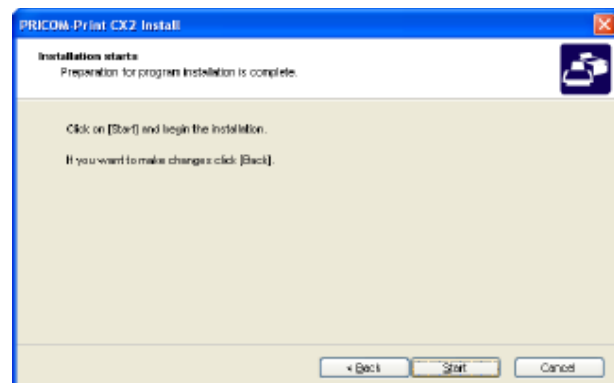 PRICOM-Print CX2 Install
Installation starts
Preparation for program installation is complete.
Click on [Start] and begin the installation.
If you want to make changes click [Back].
< Back
Start
Cancel